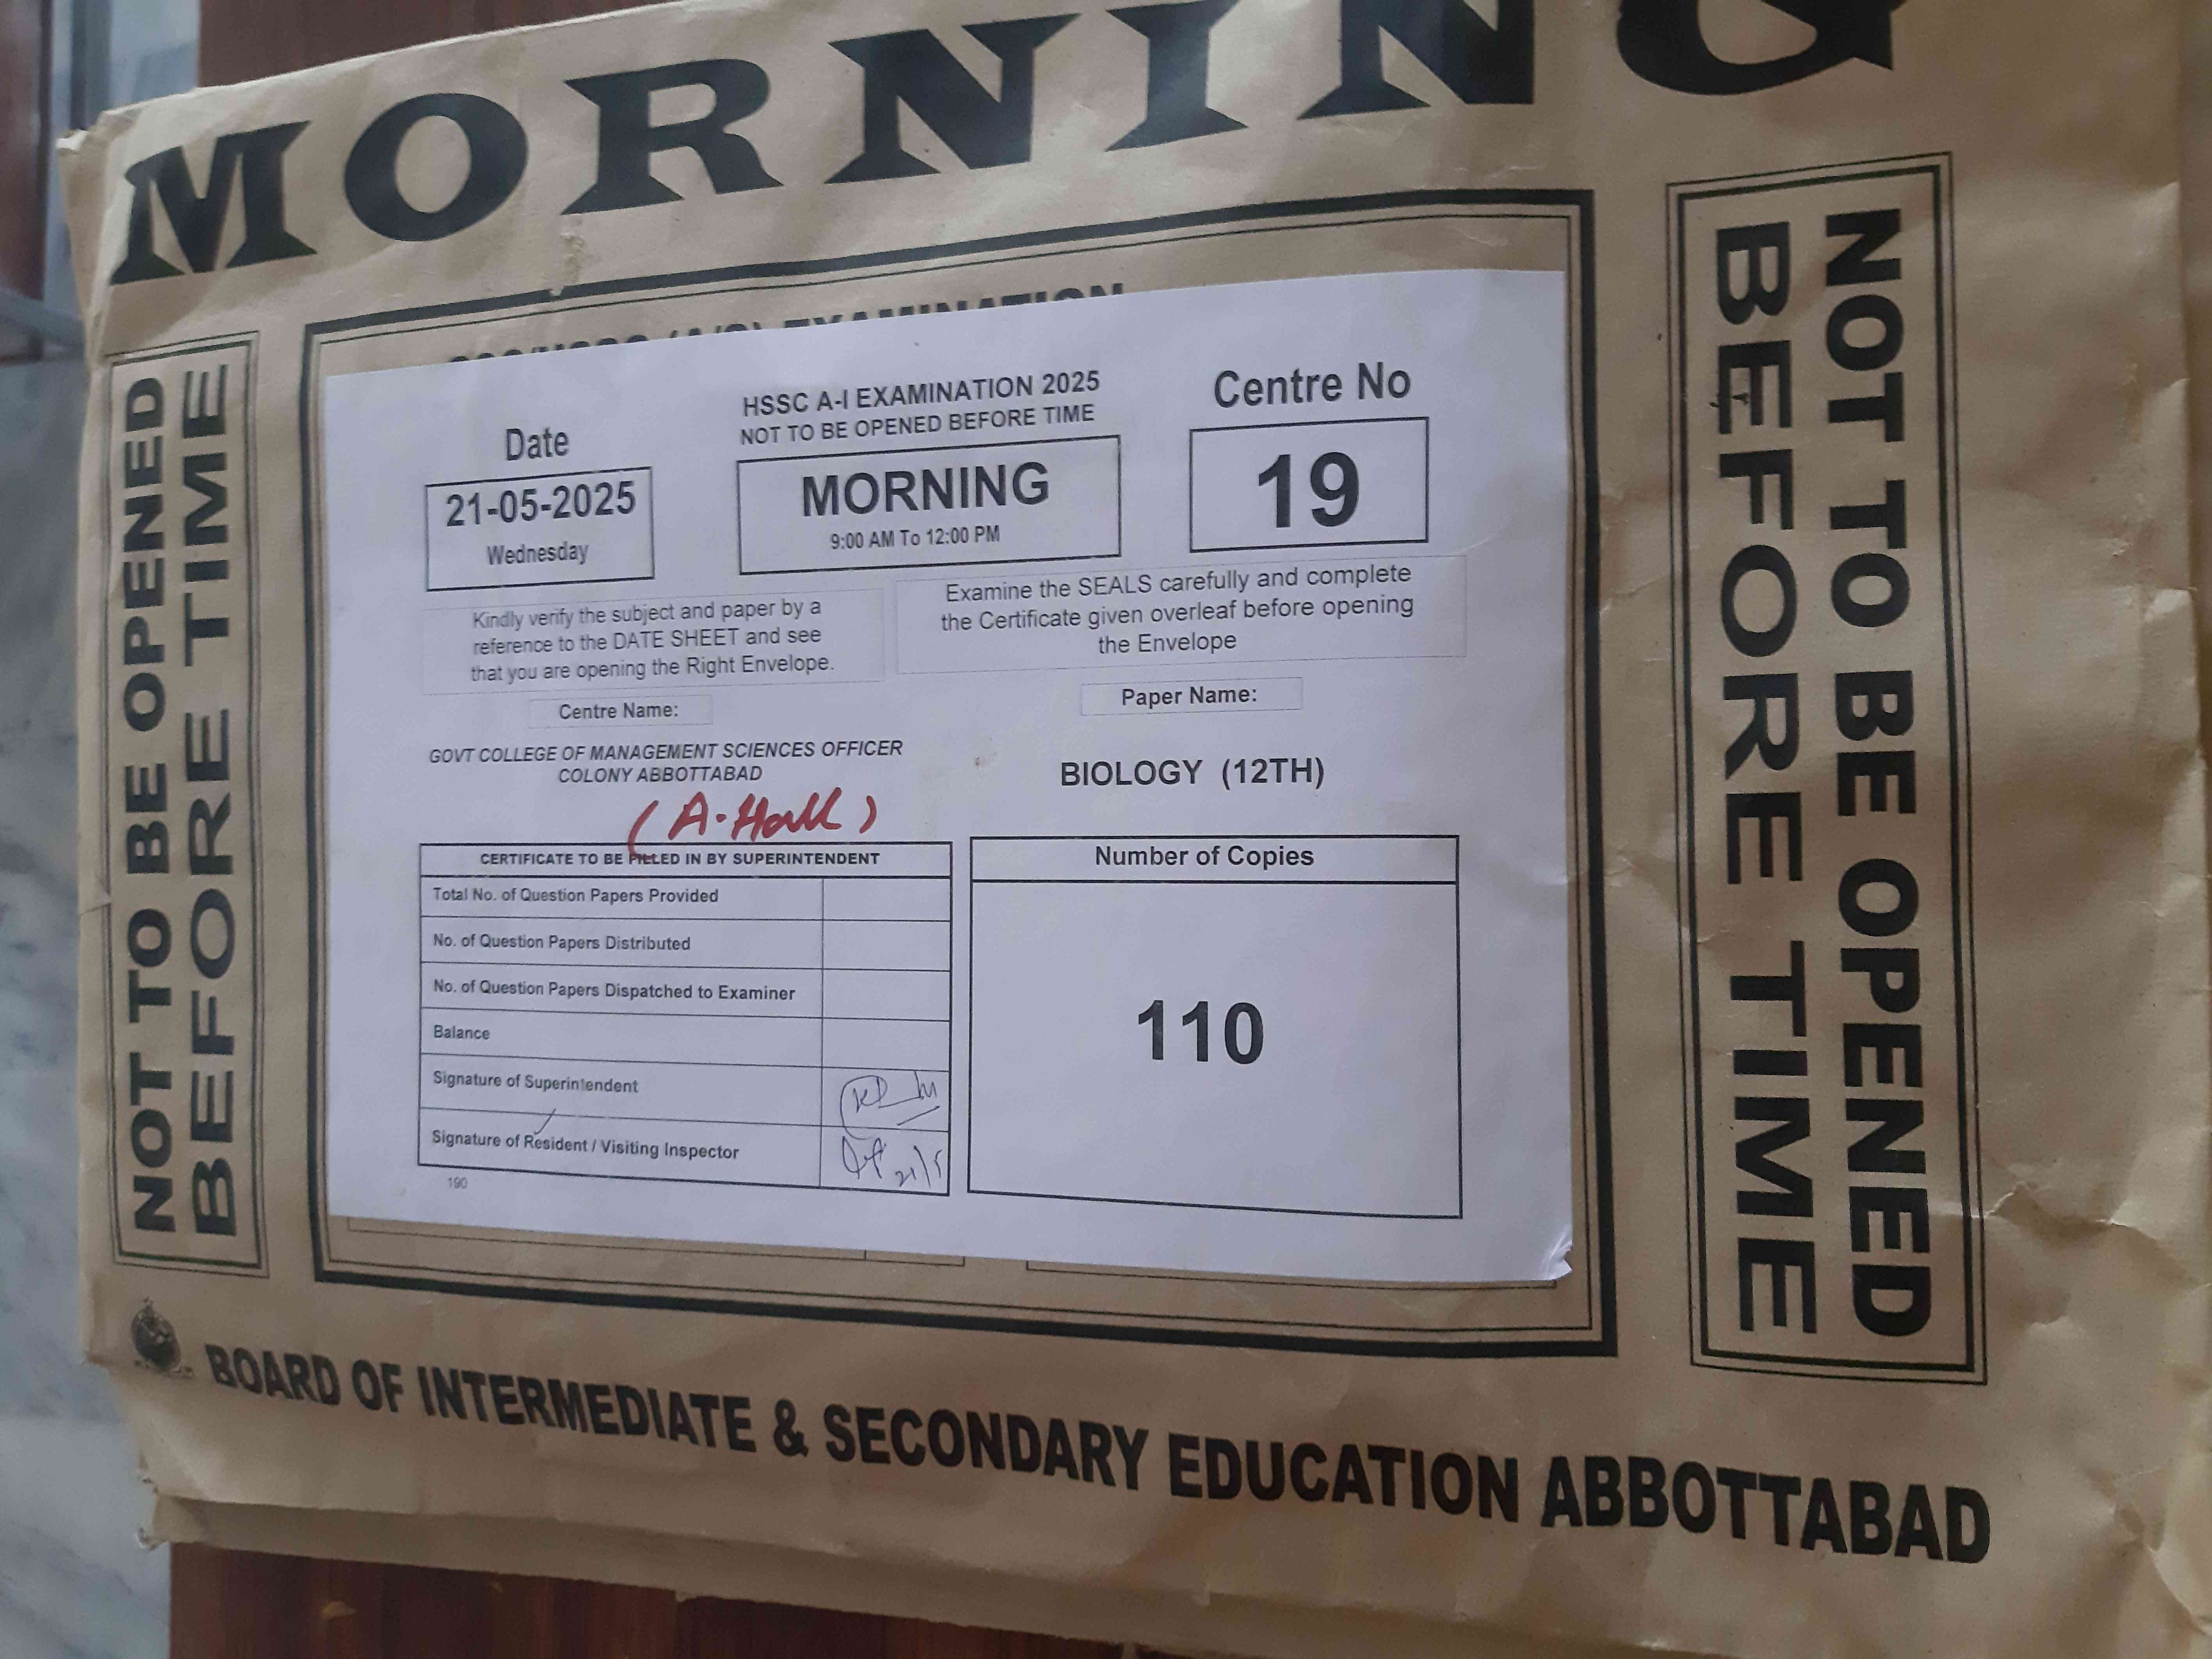 MORNING
NOT TO BE OPENED
BEFORE TIME
EXAMINATION
HSSC A-I EXAMINATION 2025
NOT TO BE OPENED BEFORE TIME
Date
21-05-2025
Wednesday
MORNING
9:00 AM To 12:00 PM
Centre No
19
Kindly verify the subject and paper by a
reference to the DATE SHEET and see
that you are opening the Right Envelope.
Examine the SEALS carefully and complete
the Certificate given overleaf before opening
the Envelope
Centre Name:
GOVT COLLEGE OF MANAGEMENT SCIENCES OFFICER
COLONY ABBOTTABAD
(A-Hall)
Paper Name:
BIOLOGY (12TH)
CERTIFICATE TO BE FILLED IN BY SUPERINTENDENT
Total No. of Question Papers Provided
No. of Question Papers Distributed
No. of Question Papers Dispatched to Examiner
Balance
Signature of Superintendent
Signature of Resident / Visiting Inspector
21/5
190
Number of Copies
110
NOT TO BE OPENED
BEFORE TIME
BOARD OF INTERMEDIATE & SECONDARY EDUCATION ABBOTTABAD